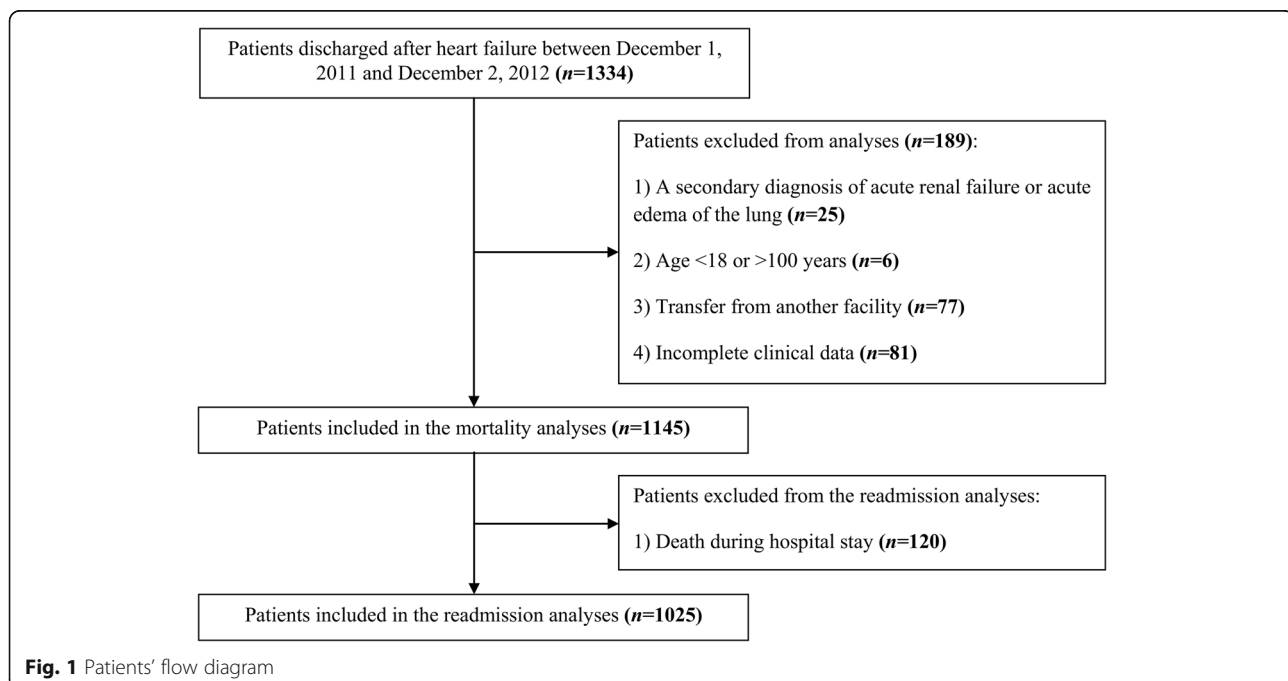 Patients discharged after heart failure between December 1,
2011 and December 2, 2012 (n=1334)
Patients excluded from analyses (n=189):
1) A secondary diagnosis of acute renal failure or acute
edema of the lung (n=25)
2) Age <18 or >100 years (n=6)
3) Transfer from another facility (n=77)
4) Incomplete clinical data (n=81)
Patients included in the mortality analyses (n=1145)
Patients excluded from the readmission analyses:
1) Death during hospital stay (n=120)
Patients included in the readmission analyses (n=1025)
Fig. 1 Patients’ flow diagram